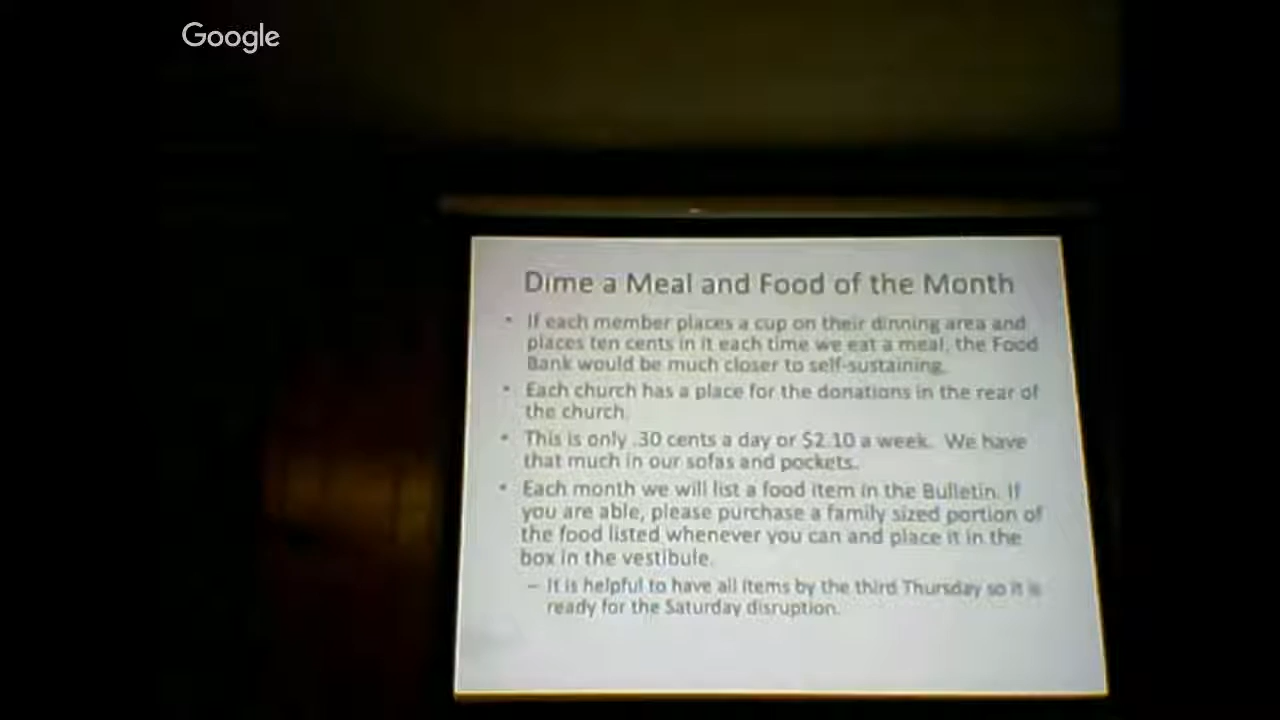 Google
Dime a Meal and Food of the Month
• If each member places a cup on their dinning area and
places ten cents in it each time we eat a meal, the Food
Bank would be much closer to self-sustaining.
• Each church has a place for the donations in the rear of
the church.
• This is only .30 cents a day or $2.10 a week. We have
that much in our sofas and pockets.
• Each month we will list a food item in the Bulletin. If
you are able, please purchase a family sized portion of
the food listed whenever you can and place it in the
box in the vestibule.
– It is helpful to have all items by the third Thursday so it is
ready for the Saturday disruption.